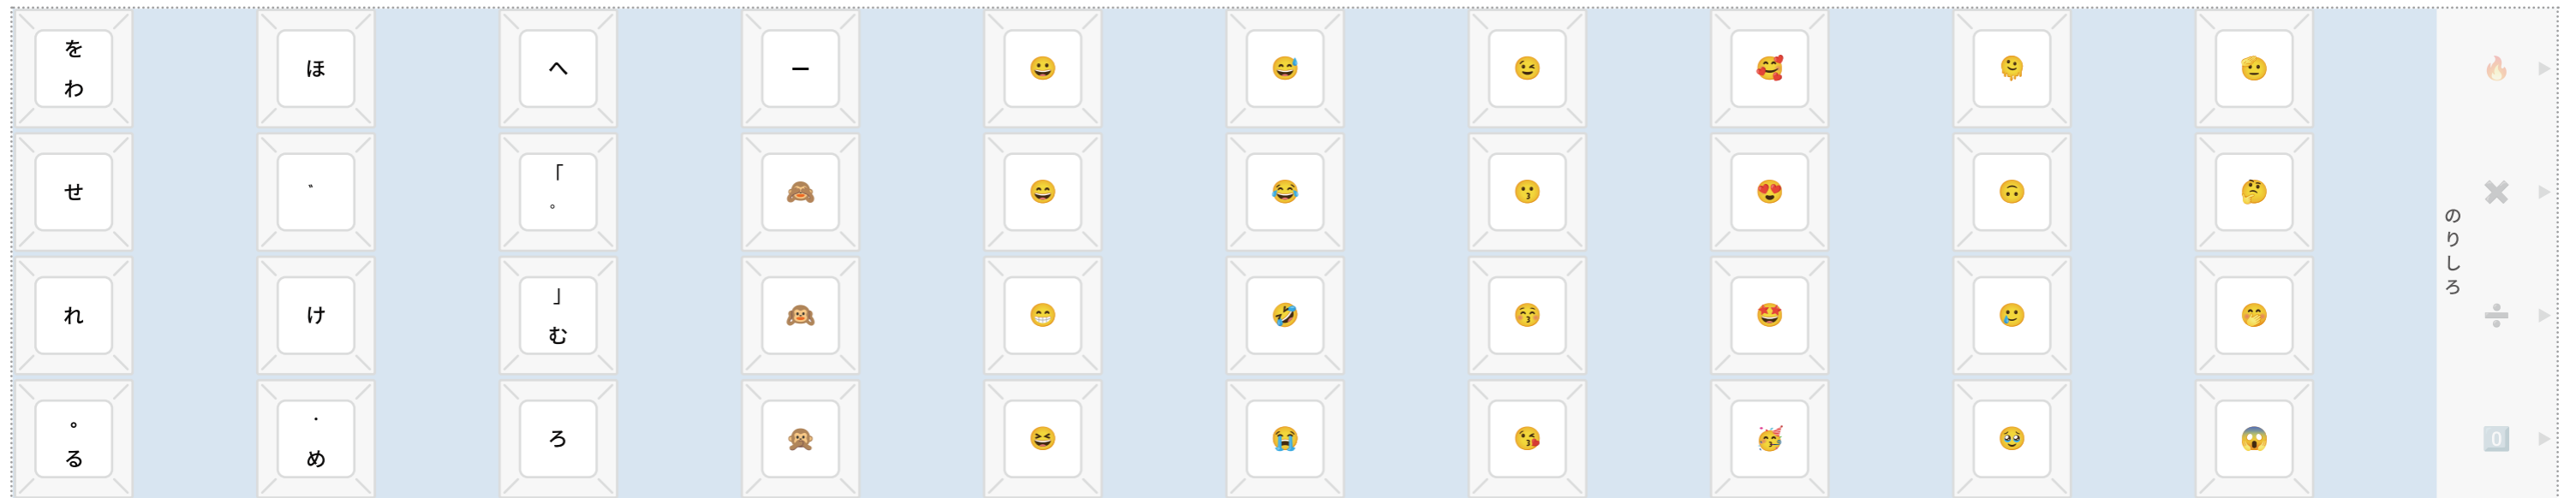 を
わ
ほ
へ
ー
😀
😅
😉
🥰
🫠
🫡
🔥
せ
゛
「
゜
🙈
😄
😂
😗
😍
🙃
🤔
✖
れ
け
」
む
🙉
😁
🤣
😚
🤩
🥲
🤭
➗
。
る
・
め
ろ
🙊
😆
😭
😘
🥳
🥹
😱
0️⃣
のりしろ